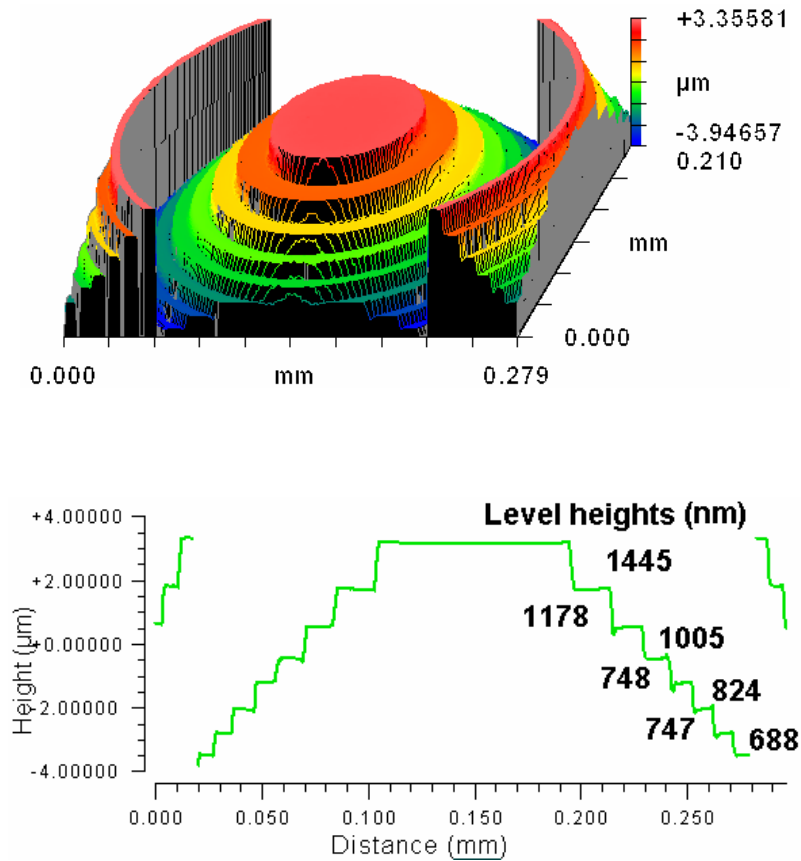 +3.35581
µm
-3.94657
0.210
mm
0.000
0.000 mm 0.279
Level heights (nm)
+4.00000
1445
+2.00000
1178
1005
+0.00000
748
824
-2.00000
747
688
-4.00000
Height (µm)
0.000 0.050 0.100 0.150 0.200 0.250
Distance (mm)